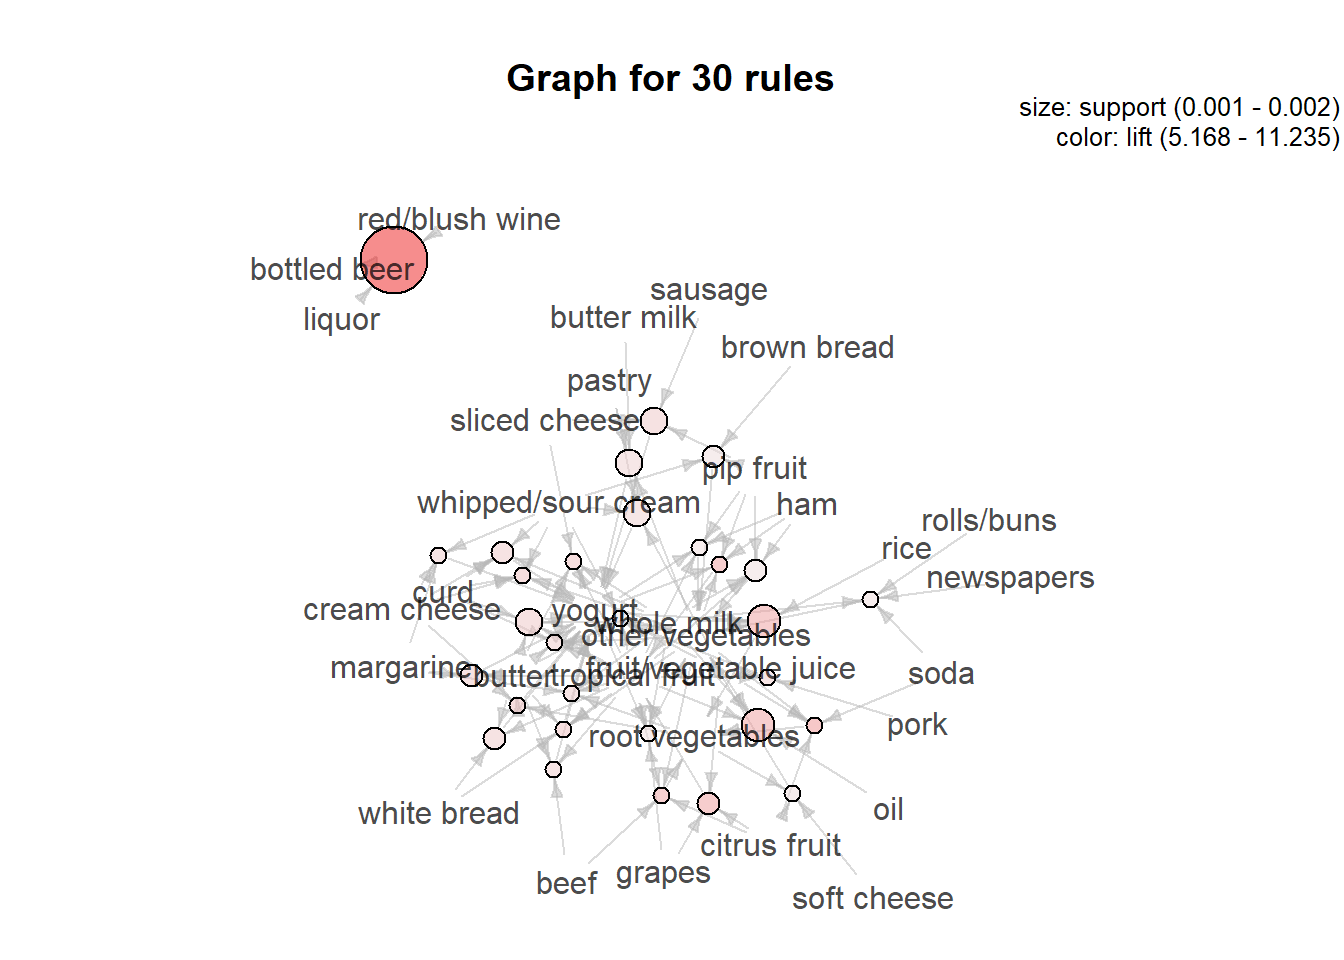 Graph for 30 rules
size: support (0.001 - 0.002)
color: lift (5.168 - 11.235)
red/blush wine
bottled beer
liquor
sausage
butter milk
brown bread
pastry
sliced cheese
pip fruit
whipped/sour cream
ham
rolls/buns
rice
newspapers
curd
cream cheese
yogurt
whole milk
other vegetables
margarine
butter
tropical fruit
fruit/vegetable juice
soda
pork
root vegetables
white bread
oil
citrus fruit
grapes
beef
soft cheese